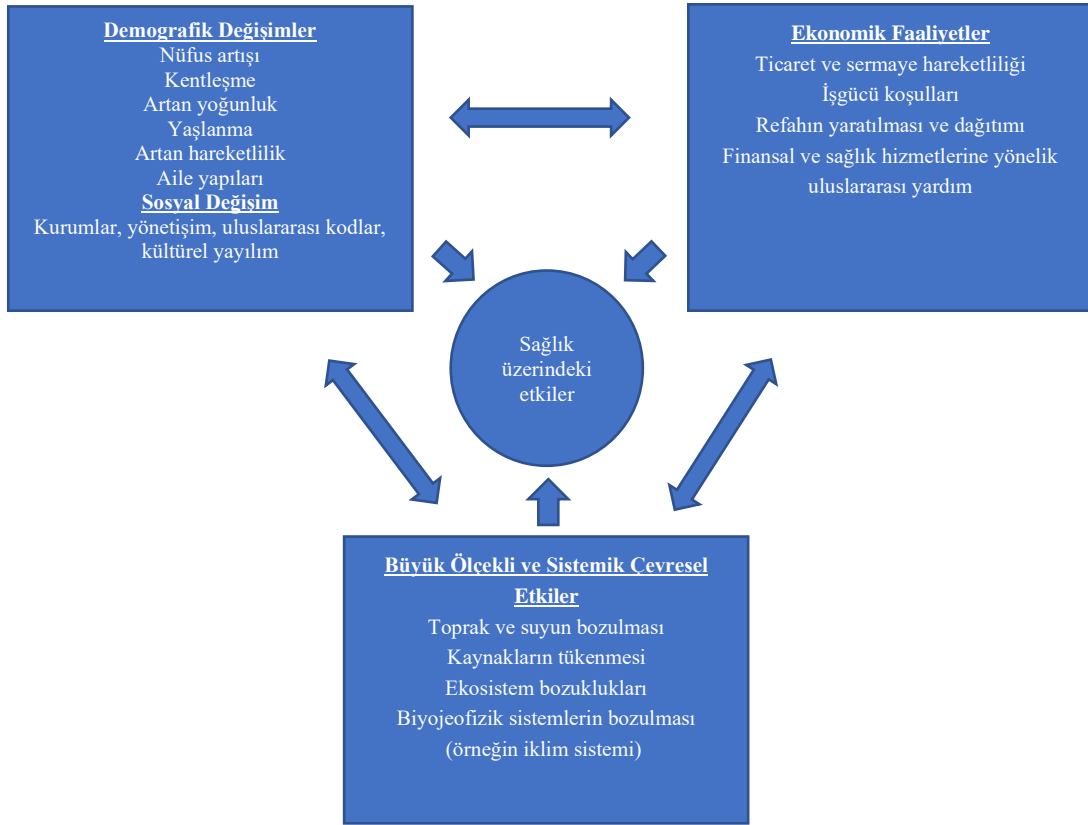 Demografik Değişimler
Nüfus artışı
Kentleşme
Artan yoğunluk
Yaşlanma
Artan hareketlilik
Aile yapıları
Sosyal Değişim
Kurumlar, yönetişim, uluslararası kodlar,
kültürel yayılım
Ekonomik Faaliyetler
Ticaret ve sermaye hareketliliği
İşgücü koşulları
Refahın yaratılması ve dağıtımı
Finansal ve sağlık hizmetlerine yönelik
uluslararası yardım
Sağlık
üzerindeki
etkiler
Büyük Ölçekli ve Sistemik Çevresel
Etkiler
Toprak ve suyun bozulması
Kaynakların tükenmesi
Ekosistem bozuklukları
Biyojeofizik sistemlerin bozulması
(örneğin iklim sistemi)